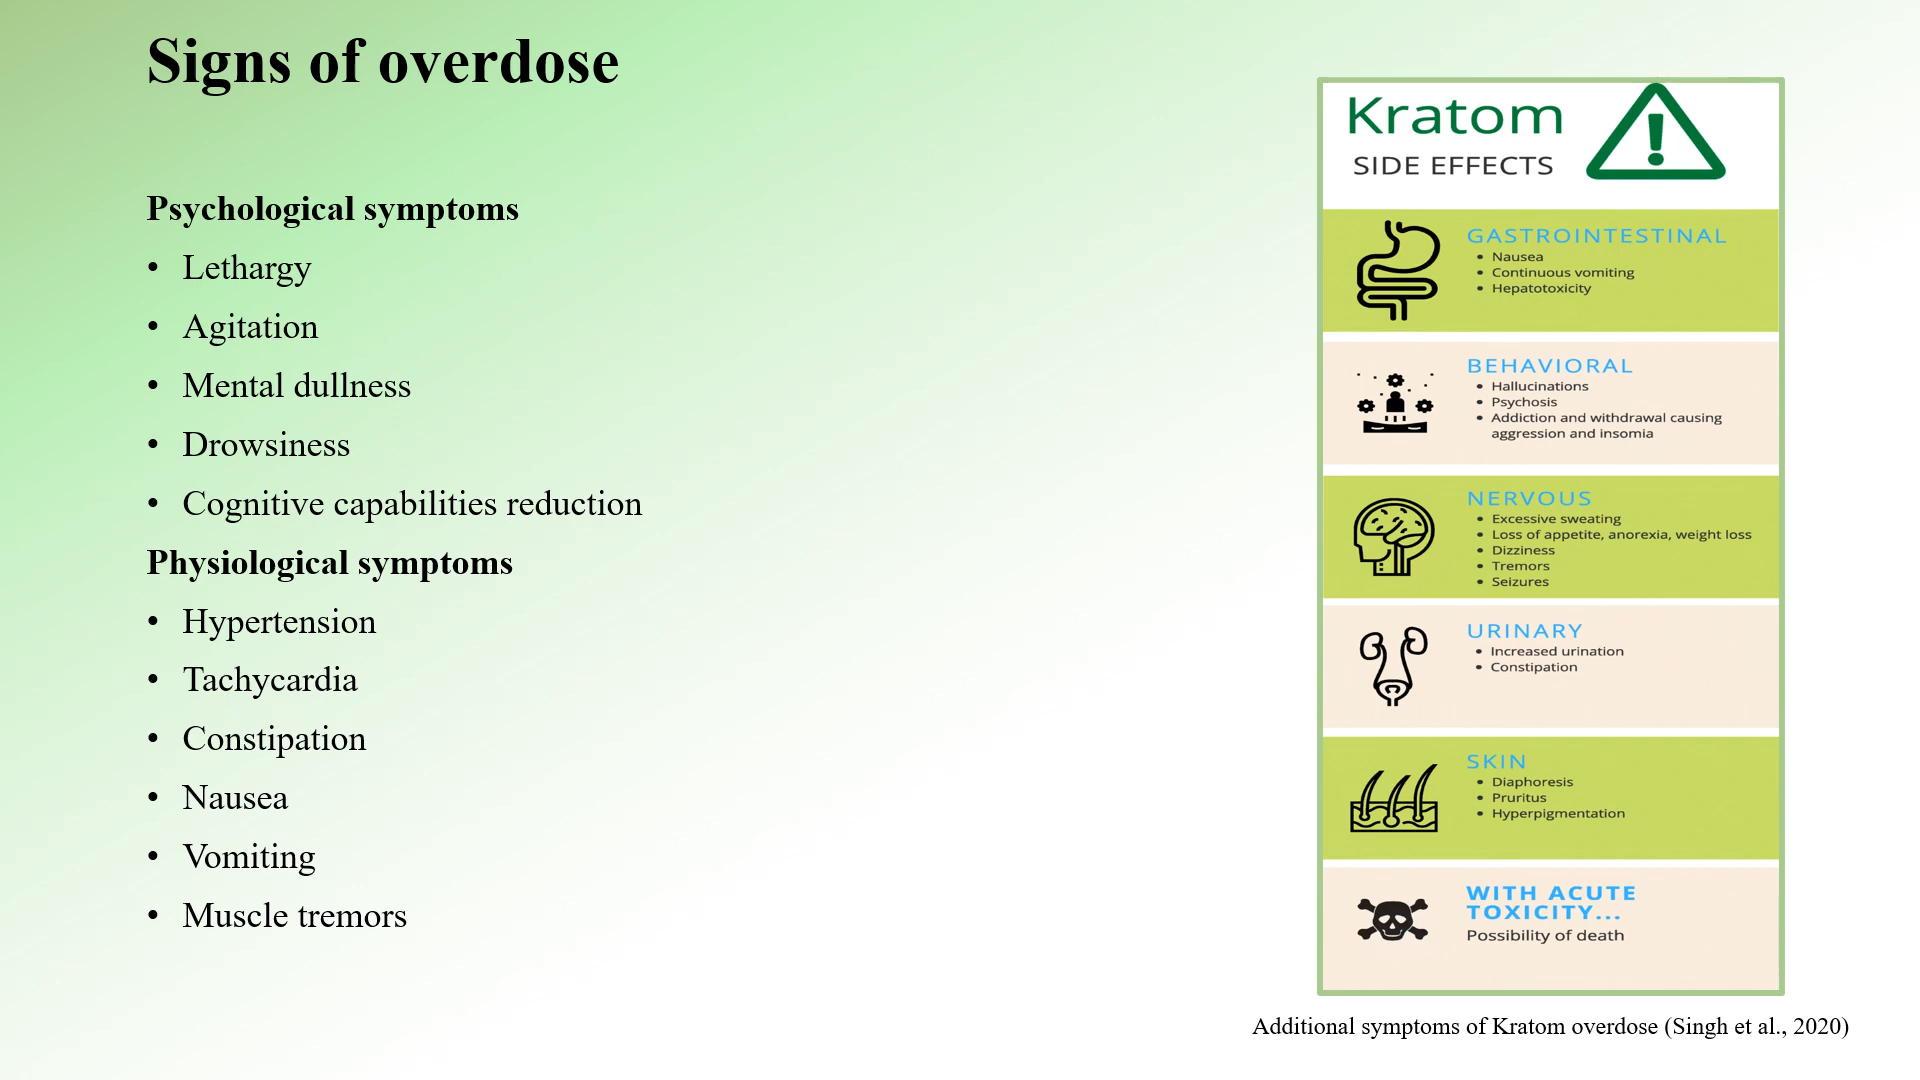 Signs of overdose
Psychological symptoms
• Lethargy
• Agitation
• Mental dullness
• Drowsiness
• Cognitive capabilities reduction
Physiological symptoms
• Hypertension
• Tachycardia
• Constipation
• Nausea
• Vomiting
• Muscle tremors
Kratom
SIDE EFFECTS
GASTROINTESTINAL
• Nausea
• Continuous vomiting
• Hepatotoxicity
BEHAVIORAL
• Hallucinations
• Psychosis
• Addiction and withdrawal causing
aggression and insomia
NERVOUS
• Excessive sweating
• Loss of appetite, anorexia, weight loss
• Dizziness
• Tremors
• Seizures
URINARY
• Increased urination
• Constipation
SKIN
• Diaphoresis
• Pruritus
• Hyperpigmentation
WITH ACUTE
TOXICITY...
Possibility of death
Additional symptoms of Kratom overdose (Singh et al., 2020)